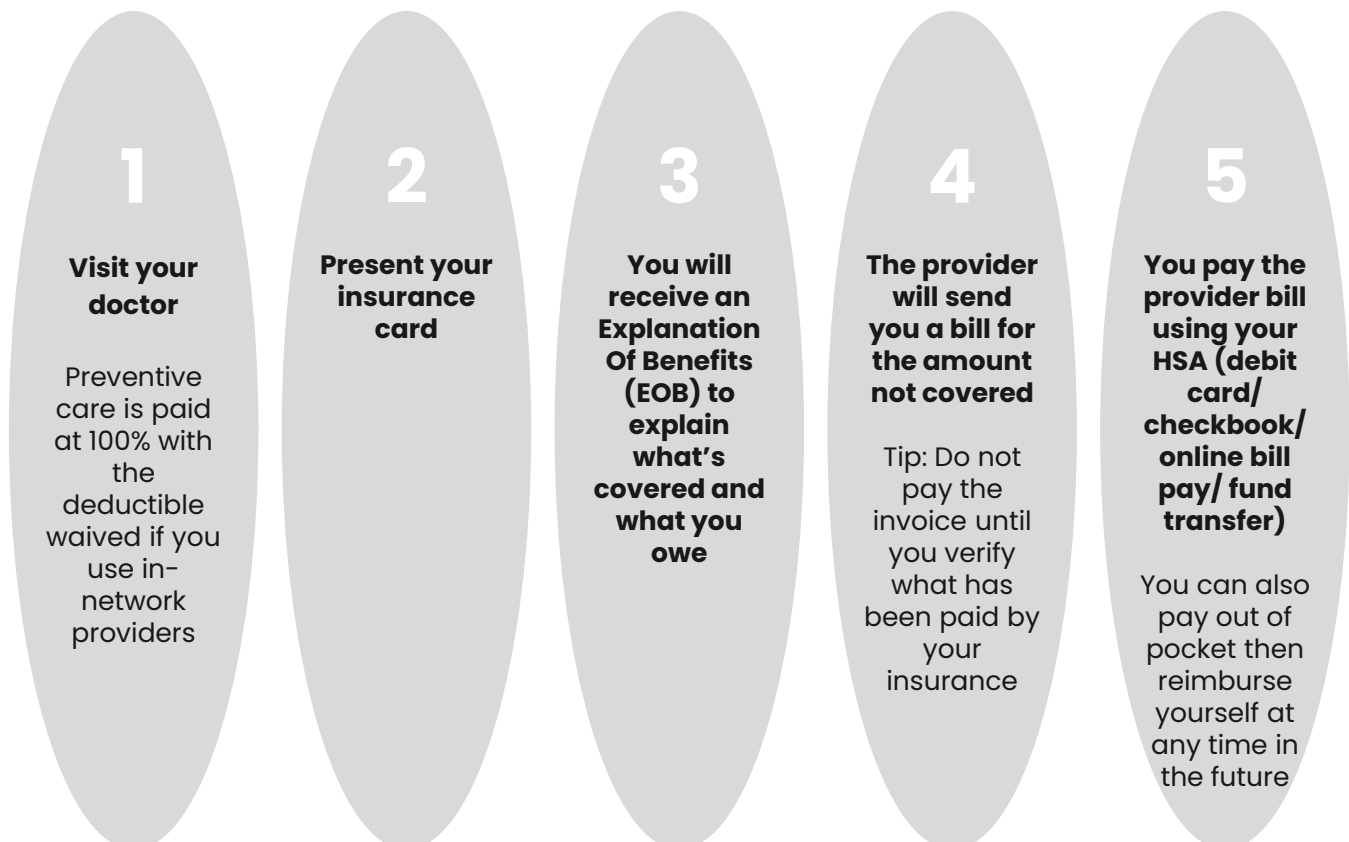 1
Visit your
doctor
Preventive
care is paid
at 100% with
the
deductible
waived if you
use in-
network
providers
2
Present your
insurance
card
3
You will
receive an
Explanation
Of Benefits
(EOB) to
explain
what's
covered and
what you
owe
4
The provider
will send
you a bill for
the amount
not covered
Tip: Do not
pay the
invoice until
you verify
what has
been paid by
your
insurance
5
You pay the
provider bill
using your
HSA (debit
card/
checkbook/
online bill
pay/ fund
transfer)
You can also
pay out of
pocket then
reimburse
yourself at
any time in
the future